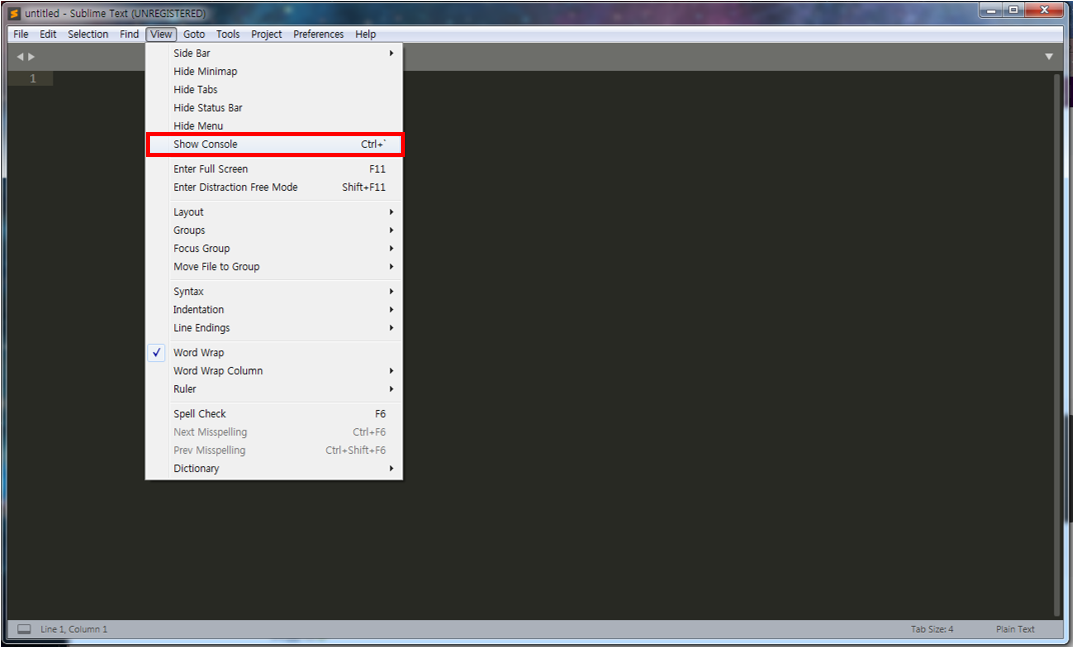 untitled - Sublime Text (UNREGISTERED)
File Edit Selection Find View Goto Tools Project Preferences Help
1
Side Bar
Hide Minimap
Hide Tabs
Hide Status Bar
Hide Menu
Show Console Ctrl+`
Enter Full Screen F11
Enter Distraction Free Mode Shift+F11
Layout
Groups
Focus Group
Move File to Group
Syntax
Indentation
Line Endings
Word Wrap
Word Wrap Column
Ruler
Spell Check F6
Next Misspelling Ctrl+F6
Prev Misspelling Ctrl+Shift+F6
Dictionary
Line 1, Column 1 Tab Size: 4 Plain Text